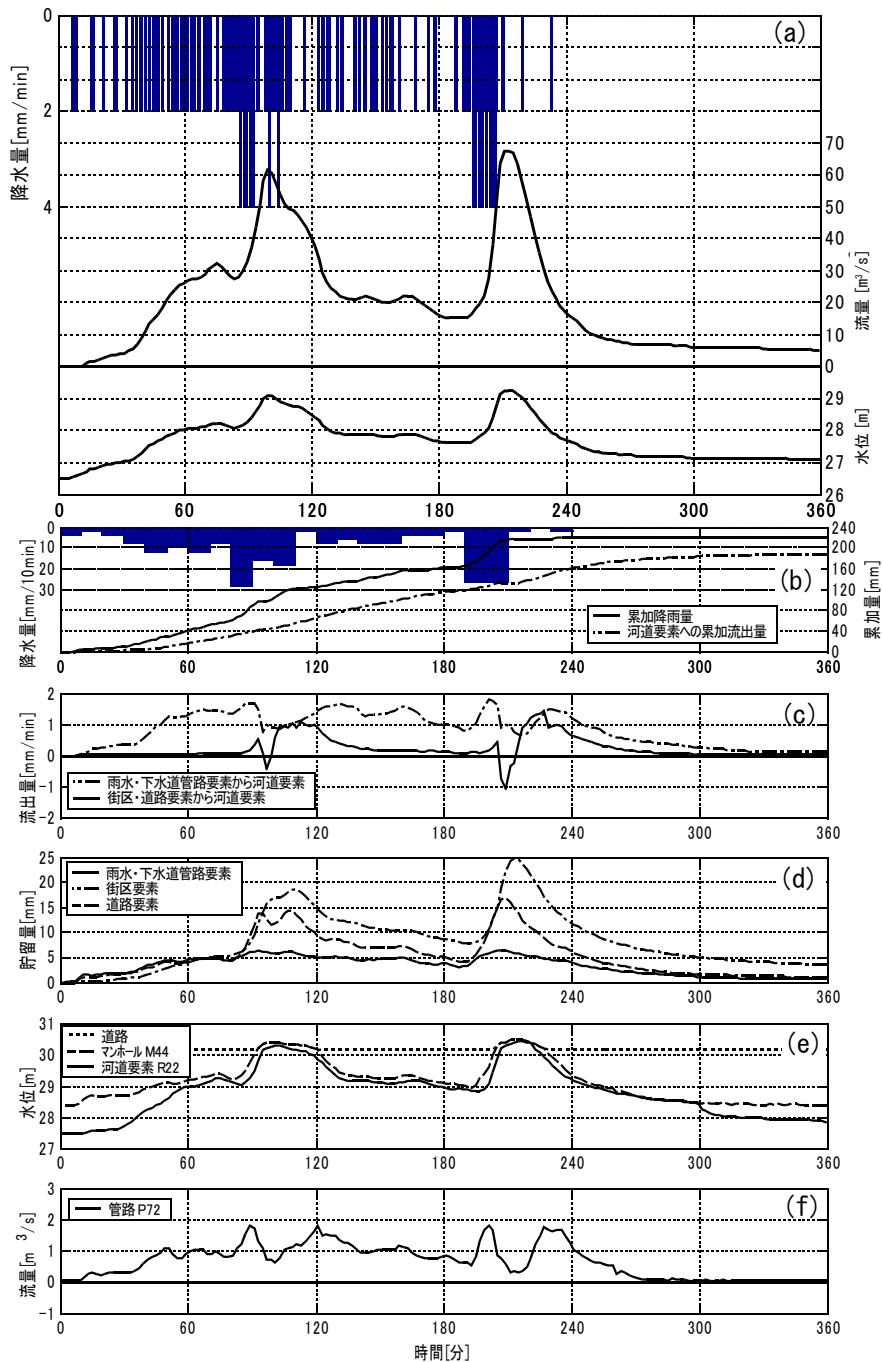 (a)
降水量[mm/min]
0
2
4
70
60
50
40
30
20
10
0
流量[m³/s]
29
28
27
26
水位[m]
0 60 120 180 240 300 360
(b)
降水量[mm/10min]
0
10
20
30
240
200
160
120
80
40
0
累加量[mm]
累加降雨量
河道要素への累加流出量
0 60 120 180 240 300 360
(c)
流出量[mm/min]
2
1
0
-1
-2
雨水・下水道管路要素から河道要素
街区・道路要素から河道要素
0 60 120 180 240 300 360
(d)
貯留量[mm]
25
20
15
10
5
0
雨水・下水道管路要素
街区要素
道路要素
0 60 120 180 240 300 360
(e)
水位[m]
31
30
29
28
27
道路
マンホール M44
河道要素 R22
0 60 120 180 240 300 360
(f)
流量[m³/s]
3
2
1
0
-1
管路 P72
0 60 120 180 240 300 360
時間[分]